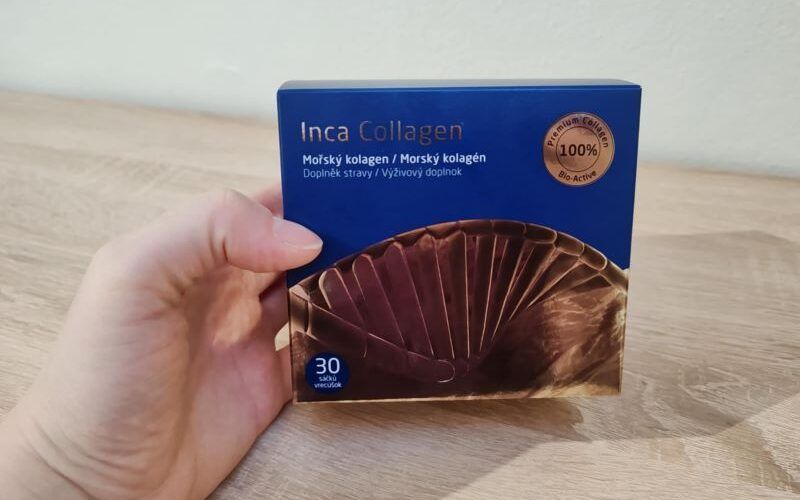 Inca Collagen®
Mořský kolagen / Morský kolagén
Doplněk stravy / Výživový doplnok
Premium Collagen
100%
Bio-Active
30
sáčků
vrecúšok